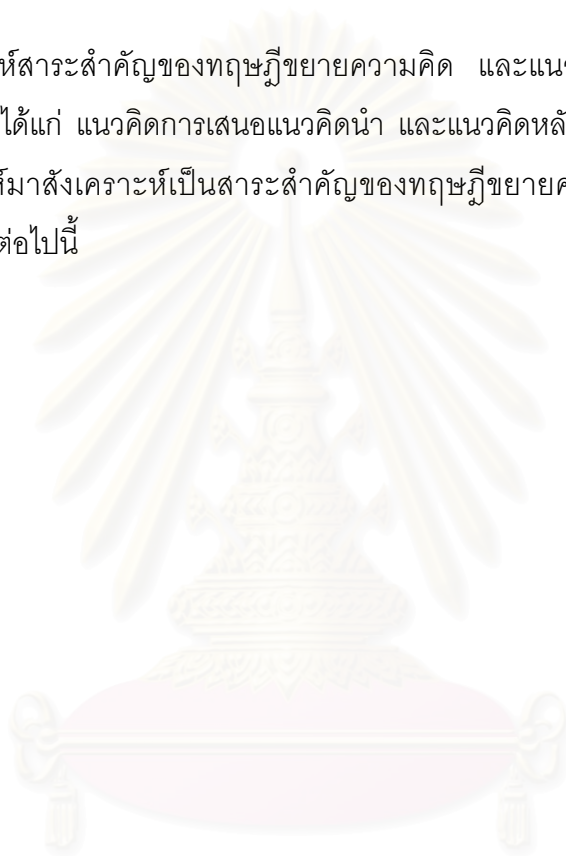 ห์สาระสำคัญของทฤษฎีขยายความคิด และแนว
ได้แก่ แนวคิดการเสนอแนวคิดนำ และแนวคิดหลั
ห์มาสังเคราะห์เป็นสาระสำคัญของทฤษฎีขยายค
ต่อไปนี้